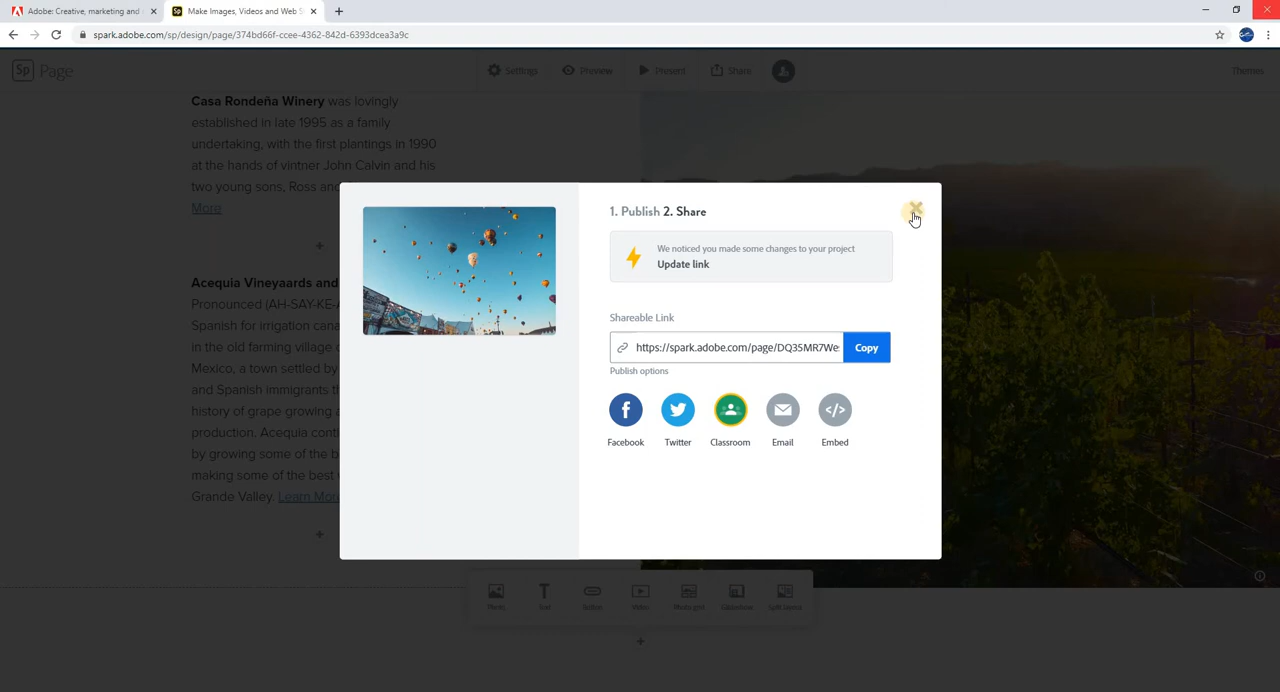 Adobe: Creative, marketing and
Make Images, Videos and Web S
spark.adobe.com/sp/design/page/374bd66f-ccee-4362-842d-6393dcea3a9c
Sp Page
Settings
Preview
Present
Share
Themes
Casa Rondeña Winery was lovingly
established in late 1995 as a family
undertaking, with the first plantings in 1990
at the hands of vintner John Calvin and his
two young sons, Ross and
More
Acequia Vineyaards and
Pronounced (AH-SAY-KE-
Spanish for irrigation cana
in the old farming village o
Mexico, a town settled by
and Spanish immigrants th
history of grape growing a
production. Acequia conti
by growing some of the b
making some of the best
Grande Valley. Learn More
1. Publish 2. Share
We noticed you made some changes to your project
Update link
Shareable Link
https://spark.adobe.com/page/DQ35MR7We
Copy
Publish options
Facebook
Twitter
Classroom
Email
Embed
Photo
Text
Button
Video
Photo grid
Glideshow
Split layout